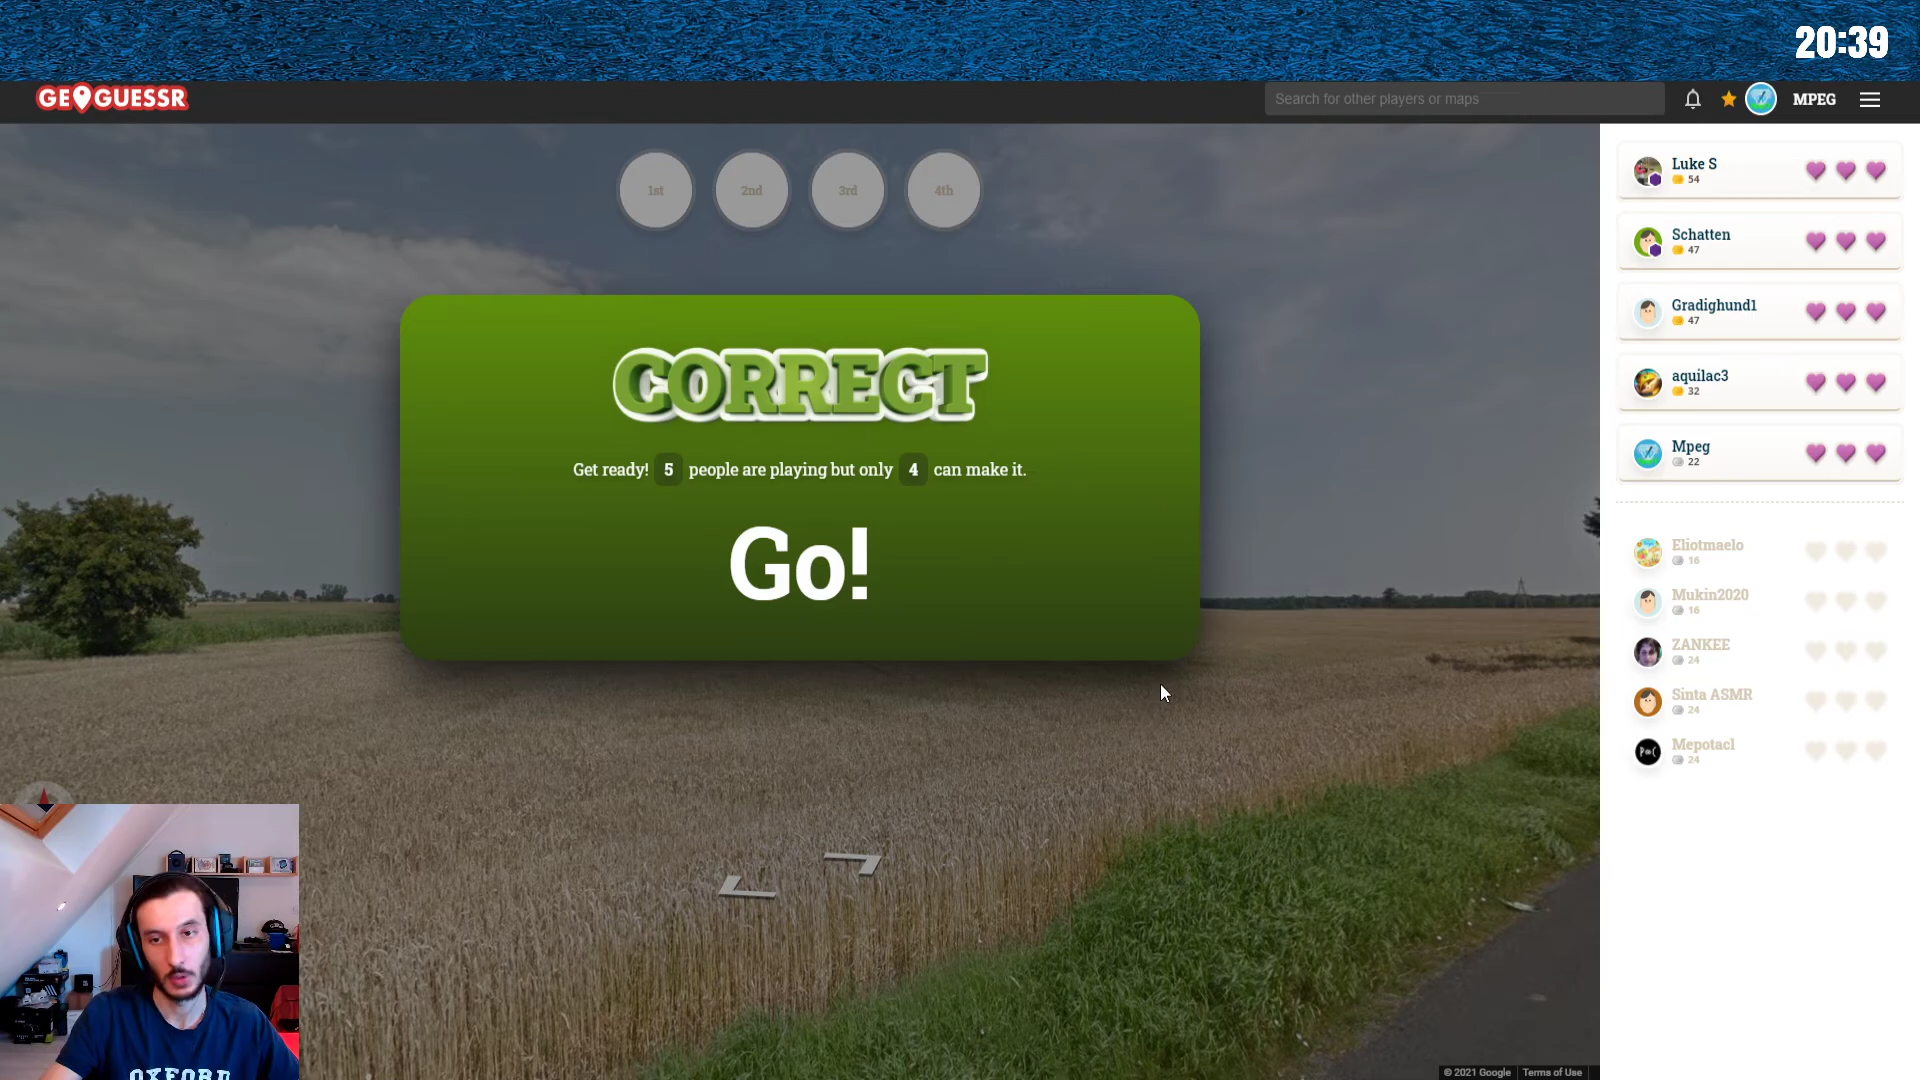 20:39
GEOGUESSR
Search for other players or maps
MPEG
1st
2nd
3rd
4th
CORRECT
Get ready! 5 people are playing but only 4 can make it.
Go!
Luke S
54
Schatten
47
Gradighund1
47
aquilac3
32
Mpeg
22
Eliotmaelo
16
Mukin2020
16
ZANKEE
24
Sinta ASMR
24
Mepotacl
24
OXFORD
© 2021 Google
Terms of Use